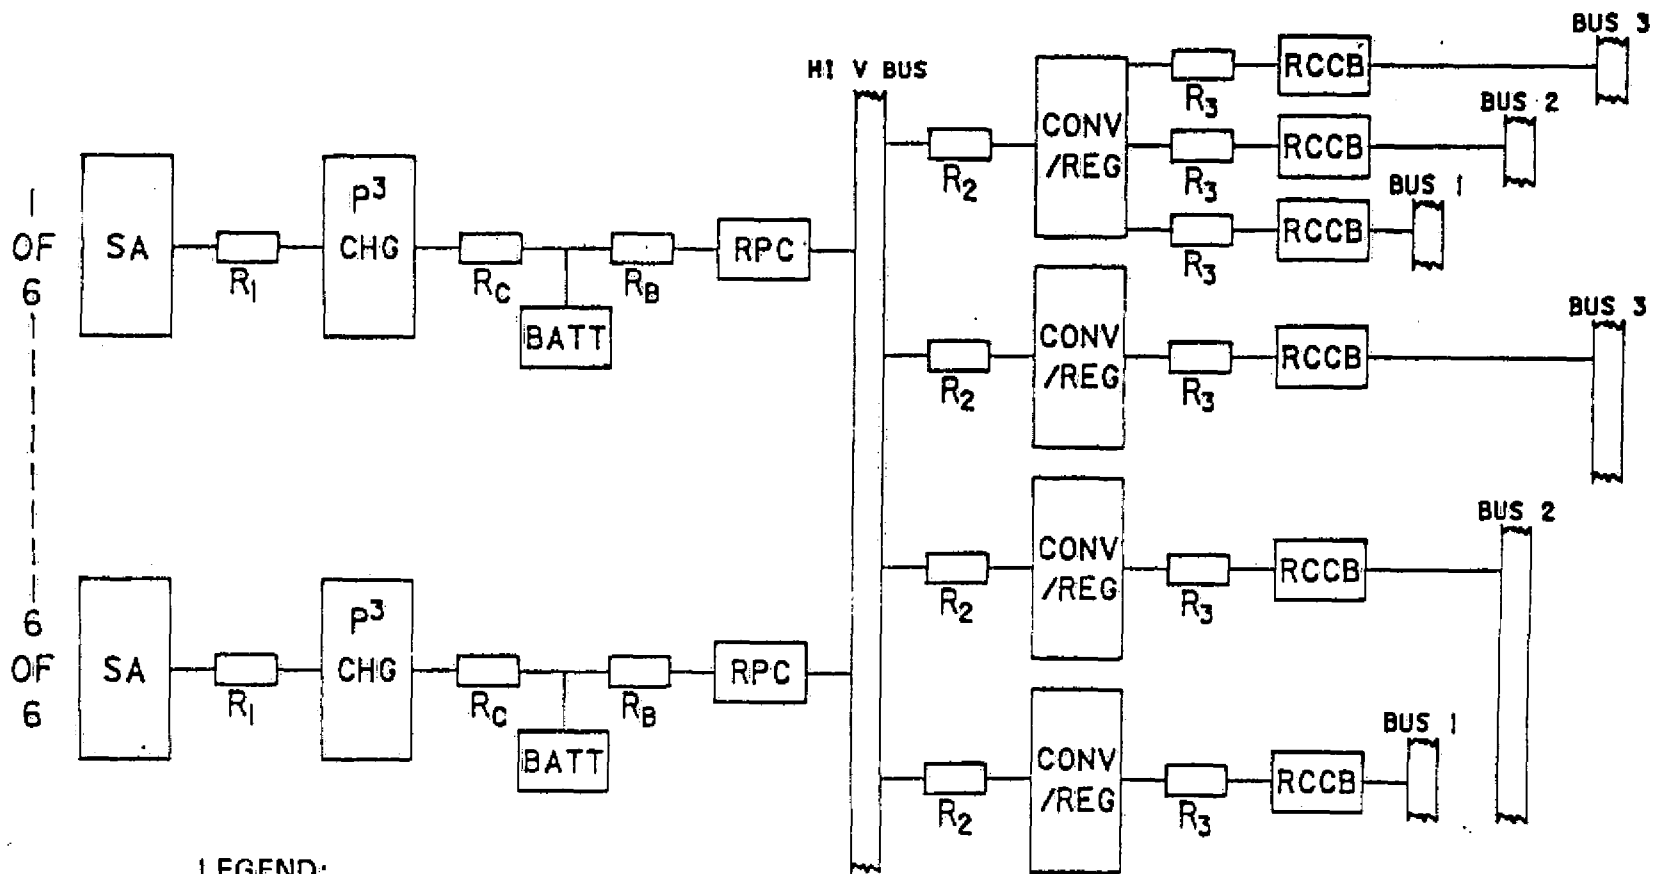 BUS 3
HI V BUS
RCCB
R3
BUS 2
CONV
/REG
R2
RCCB
R3
BUS 1
RCCB
R3
1
OF
6
SA
R1
P3
CHG
RC
BATT
RB
RPC
BUS 3
R2
CONV
/REG
R3
RCCB
BUS 2
R2
CONV
/REG
R3
RCCB
6
OF
6
SA
R1
P3
CHG
RC
BATT
RB
RPC
BUS 1
R2
CONV
/REG
R3
RCCB
LEGEND: